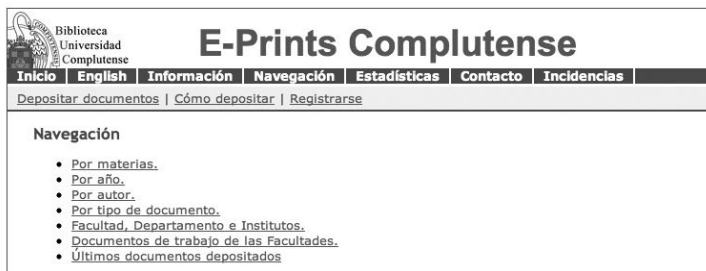 Biblioteca
Universidad
Complutense
E-Prints Complutense
Inicio | English | Información | Navegación | Estadísticas | Contacto | Incidencias |
Depositar documentos | Cómo depositar | Registrarse
Navegación
• Por materias.
• Por año.
• Por autor.
• Por tipo de documento.
• Facultad, Departamento e Institutos.
• Documentos de trabajo de las Facultades.
• Últimos documentos depositados